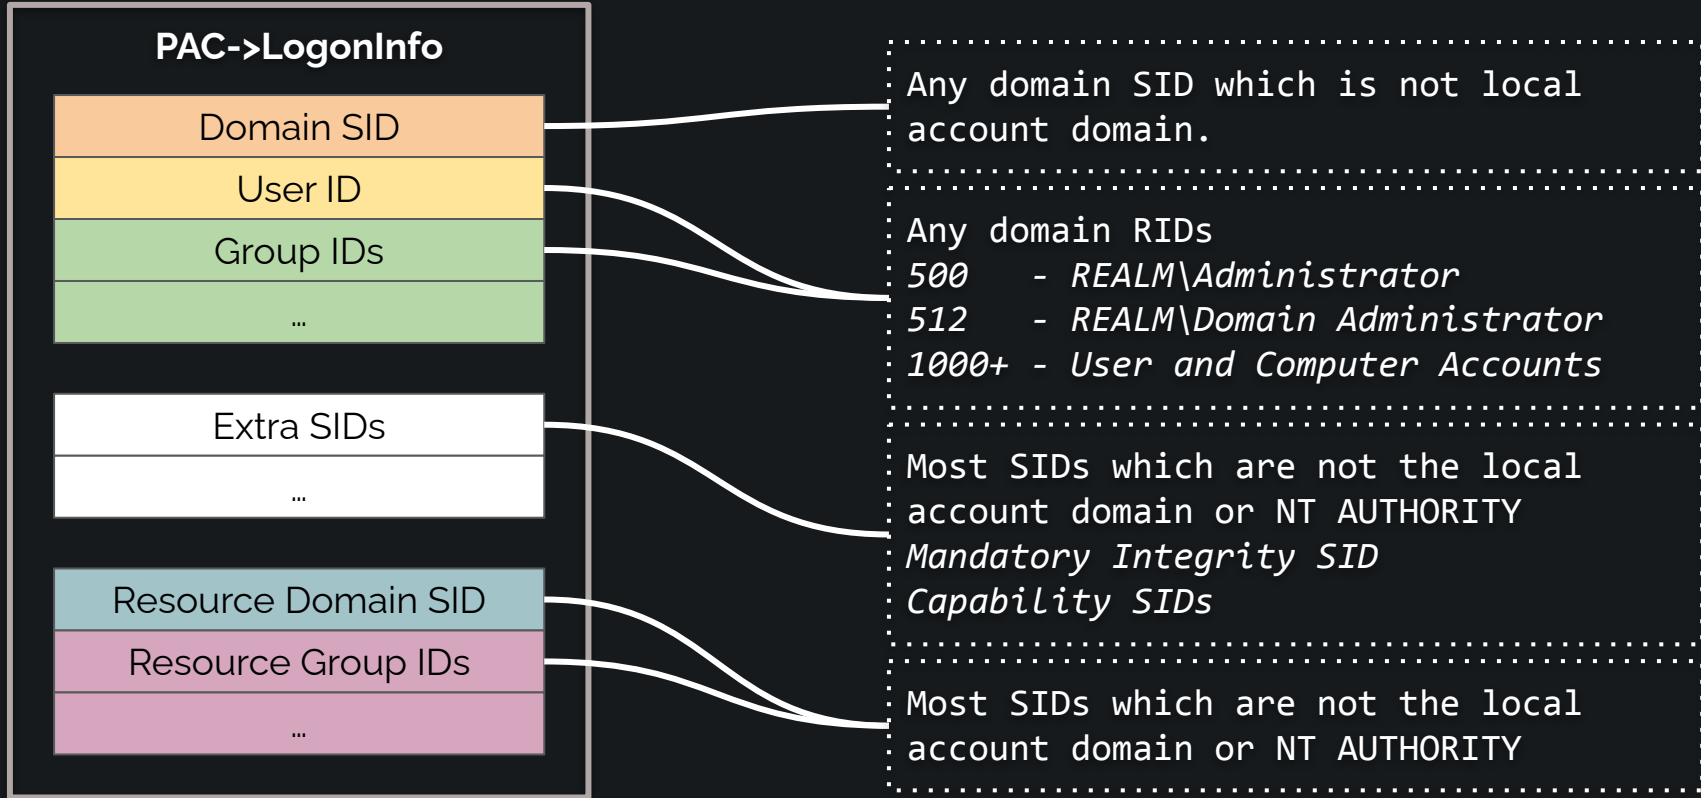 PAC->LogonInfo
Domain SID
User ID
Group IDs
...
Extra SIDs
...
Resource Domain SID
Resource Group IDs
...
Any domain SID which is not local
account domain.
Any domain RIDs
500   - REALM\Administrator
512   - REALM\Domain Administrator
1000+ - User and Computer Accounts
Most SIDs which are not the local
account domain or NT AUTHORITY
Mandatory Integrity SID
Capability SIDs
Most SIDs which are not the local
account domain or NT AUTHORITY